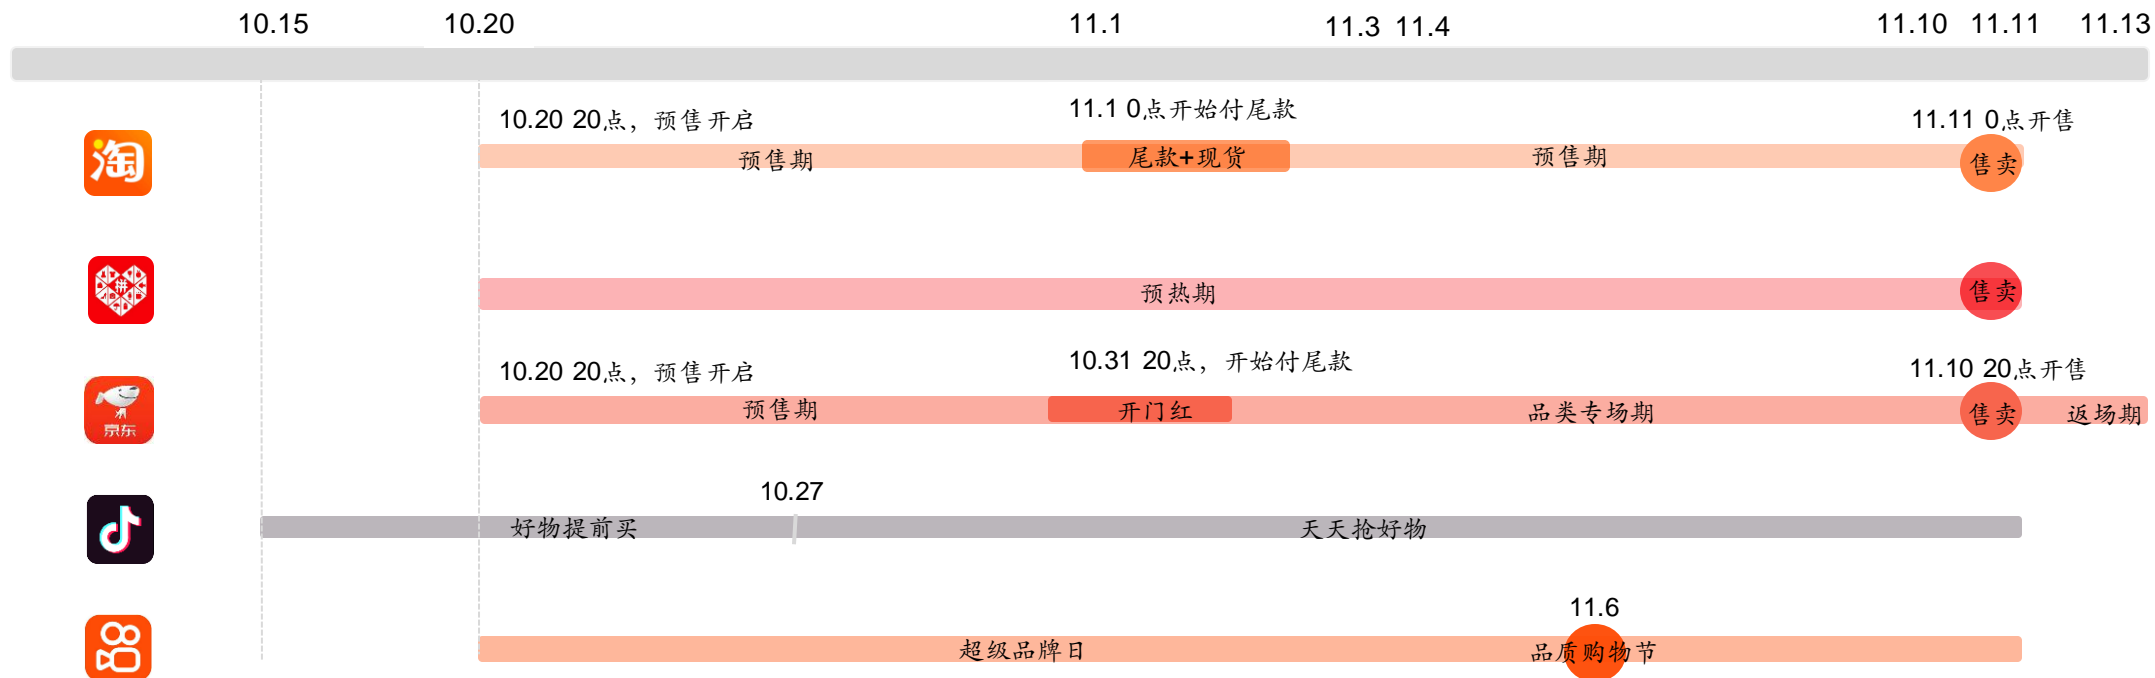 10.15
10.20
11.1
11.3
11.4
11.10
11.11
11.13
10.20 20点，预售开启
11.1 0点开始付尾款
11.11 0点开售
淘
预售期
尾款+现货
预售期
售卖
拼
预热期
售卖
10.20 20点，预售开启
10.31 20点，开始付尾款
11.10 20点开售
京东
预售期
开门红
品类专场期
售卖
返场期
10.27
好物提前买
天天抢好物
11.6
超级品牌日
品质购物节